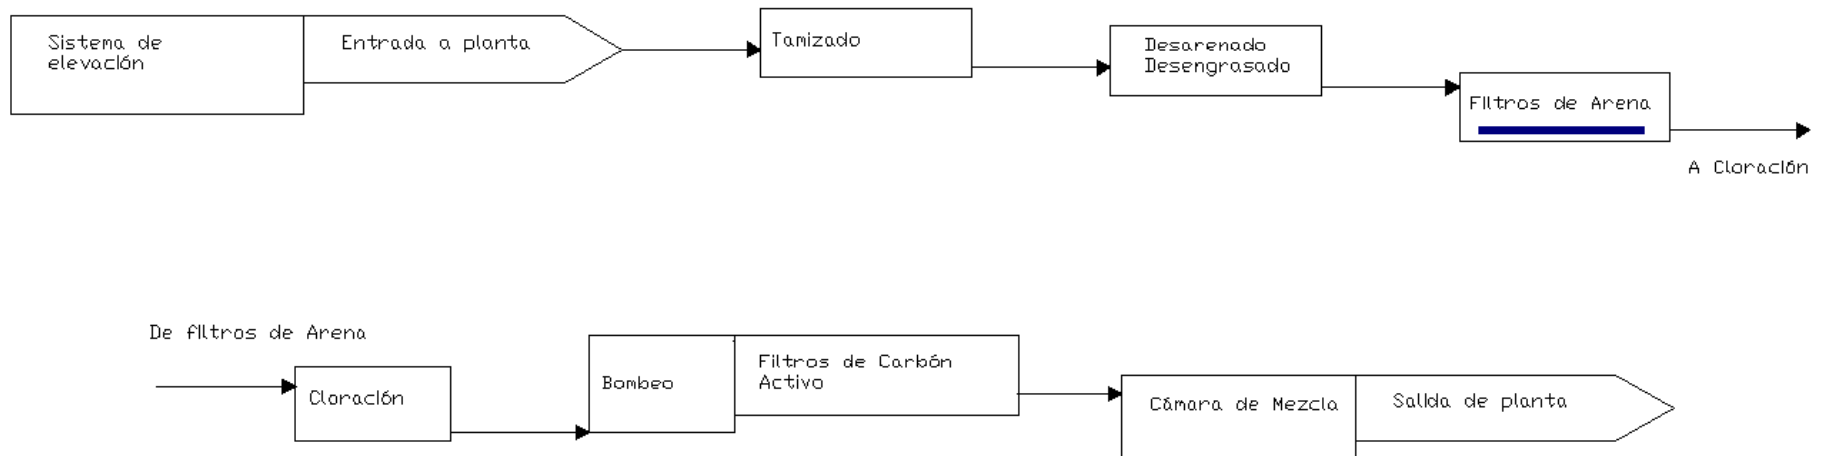 Sistema de
elevación
Entrada a planta
Tamizado
Desarenado
Desengrasado
Filtros de Arena
A Cloración
De filtros de Arena
Cloración
Bombeo
Filtros de Carbón
Activo
Cámara de Mezcla
Salida de planta